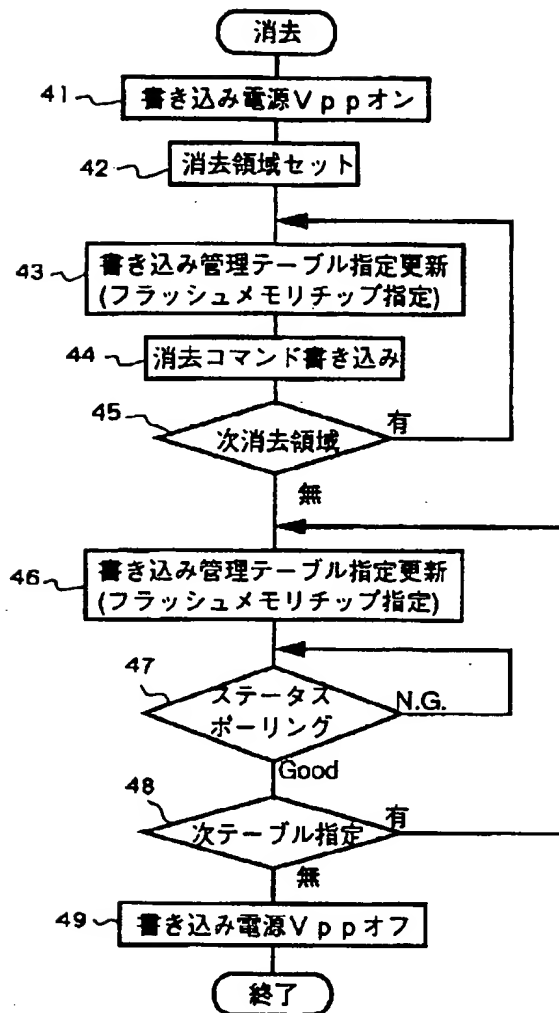 消去
41
書き込み電源Vppオン
42
消去領域セット
43
書き込み管理テーブル指定更新
(フラッシュメモリチップ指定)
44
消去コマンド書き込み
45
次消去領域
有
無
46
書き込み管理テーブル指定更新
(フラッシュメモリチップ指定)
47
ステータス
ポーリング
N.G.
Good
48
次テーブル指定
有
無
49
書き込み電源Vppオフ
終了